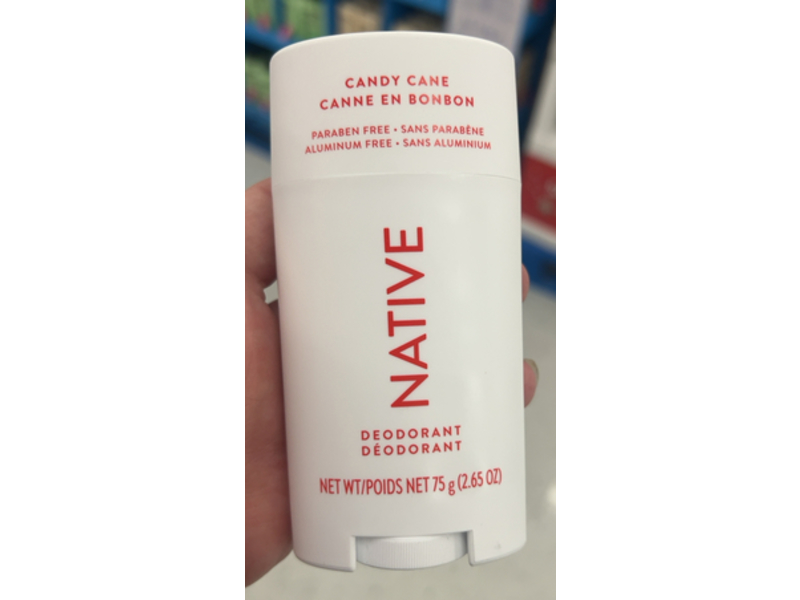 CANDY CANE
CANNE EN BONBON
PARABEN FREE • SANS PARABÈNE
ALUMINUM FREE • SANS ALUMINIUM
NATIVE
DEODORANT
DÉODORANT
NET WT/POIDS NET 75 g (2.65 OZ)